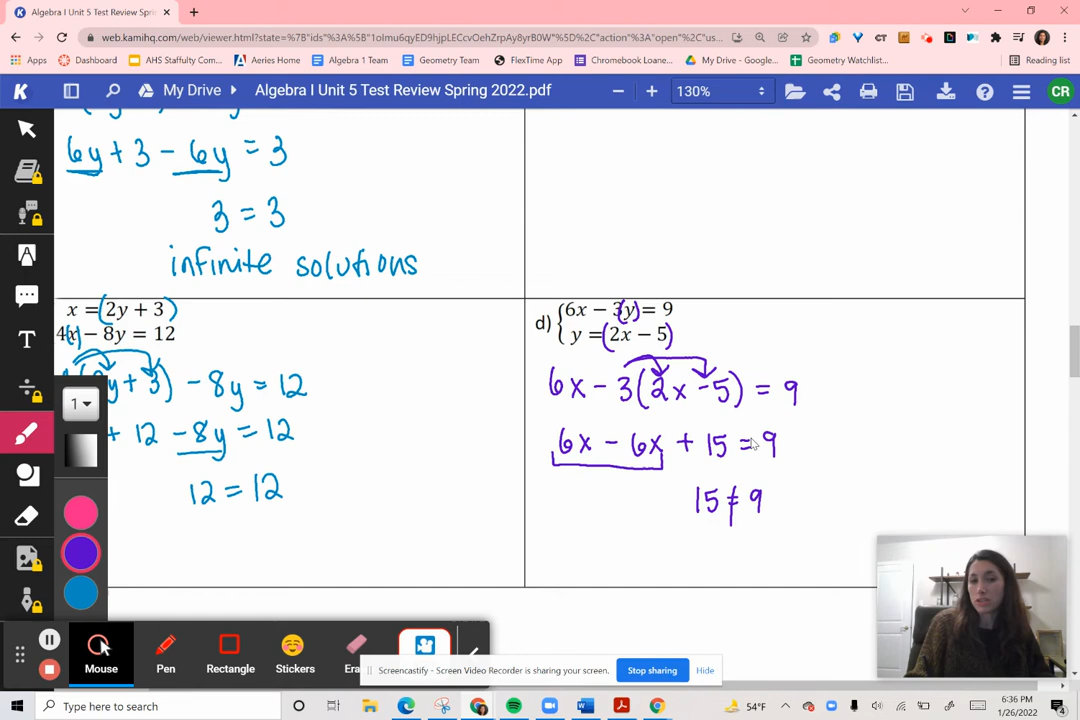 Algebra I Unit 5 Test Review Spri
web.kamihq.com/web/viewer.html?state=%7B"ids"%3A%5B"1oImu6qyED9hjpLECcvOehZrpAy8yrB0W"%5D%2C"action"%3A"open"%2C"us...
Apps Dashboard AHS Staffulty Com... Aeries Home Algebra 1 Team Geometry Team FlexTime App Chromebook Loane... My Drive - Google... Geometry Watchlist... Reading list
My Drive Algebra I Unit 5 Test Review Spring 2022.pdf 130% CR
6y + 3 - 6y = 3
3 = 3
infinite solutions
x = (2y + 3)
4x - 8y = 12
y + 3) - 8y = 12
+ 12 - 8y = 12
12 = 12
d) 6x - 3(y) = 9
y = (2x - 5)
6x - 3(2x - 5) = 9
6x - 6x + 15 = 9
15 ≠ 9
T
1
Mouse Pen Rectangle Stickers Era
Screencastify - Screen Video Recorder is sharing your screen. Stop sharing Hide
Type here to search
54°F
6:36 PM
1/26/2022
4